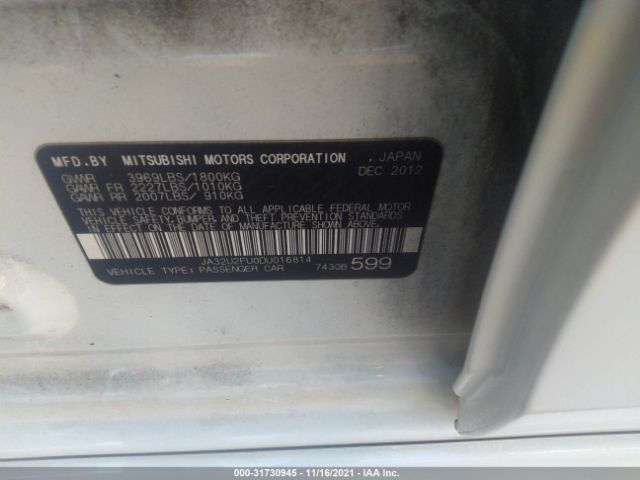 MFD.BY MITSUBISHI MOTORS CORPORATION , JAPAN
GVWR 3969LBS/1800KG DEC 2012
GAWR FR 2227LBS/1010KG
GAWR RR 2007LBS/ 910KG
THIS VEHICLE CONFORMS TO ALL APPLICABLE FEDERAL MOTOR
VEHICLE SAFETY,BUMPER, AND THEFT PREVENTION STANDARDS
IN EFFECT ON THE DATE OF MANUFACTURE SHOWN ABOVE.
JA32U2FU0DU016814
VEHICLE TYPE:PASSENGER CAR 7430B 599
000-31730945 - 11/16/2021 - IAA Inc.